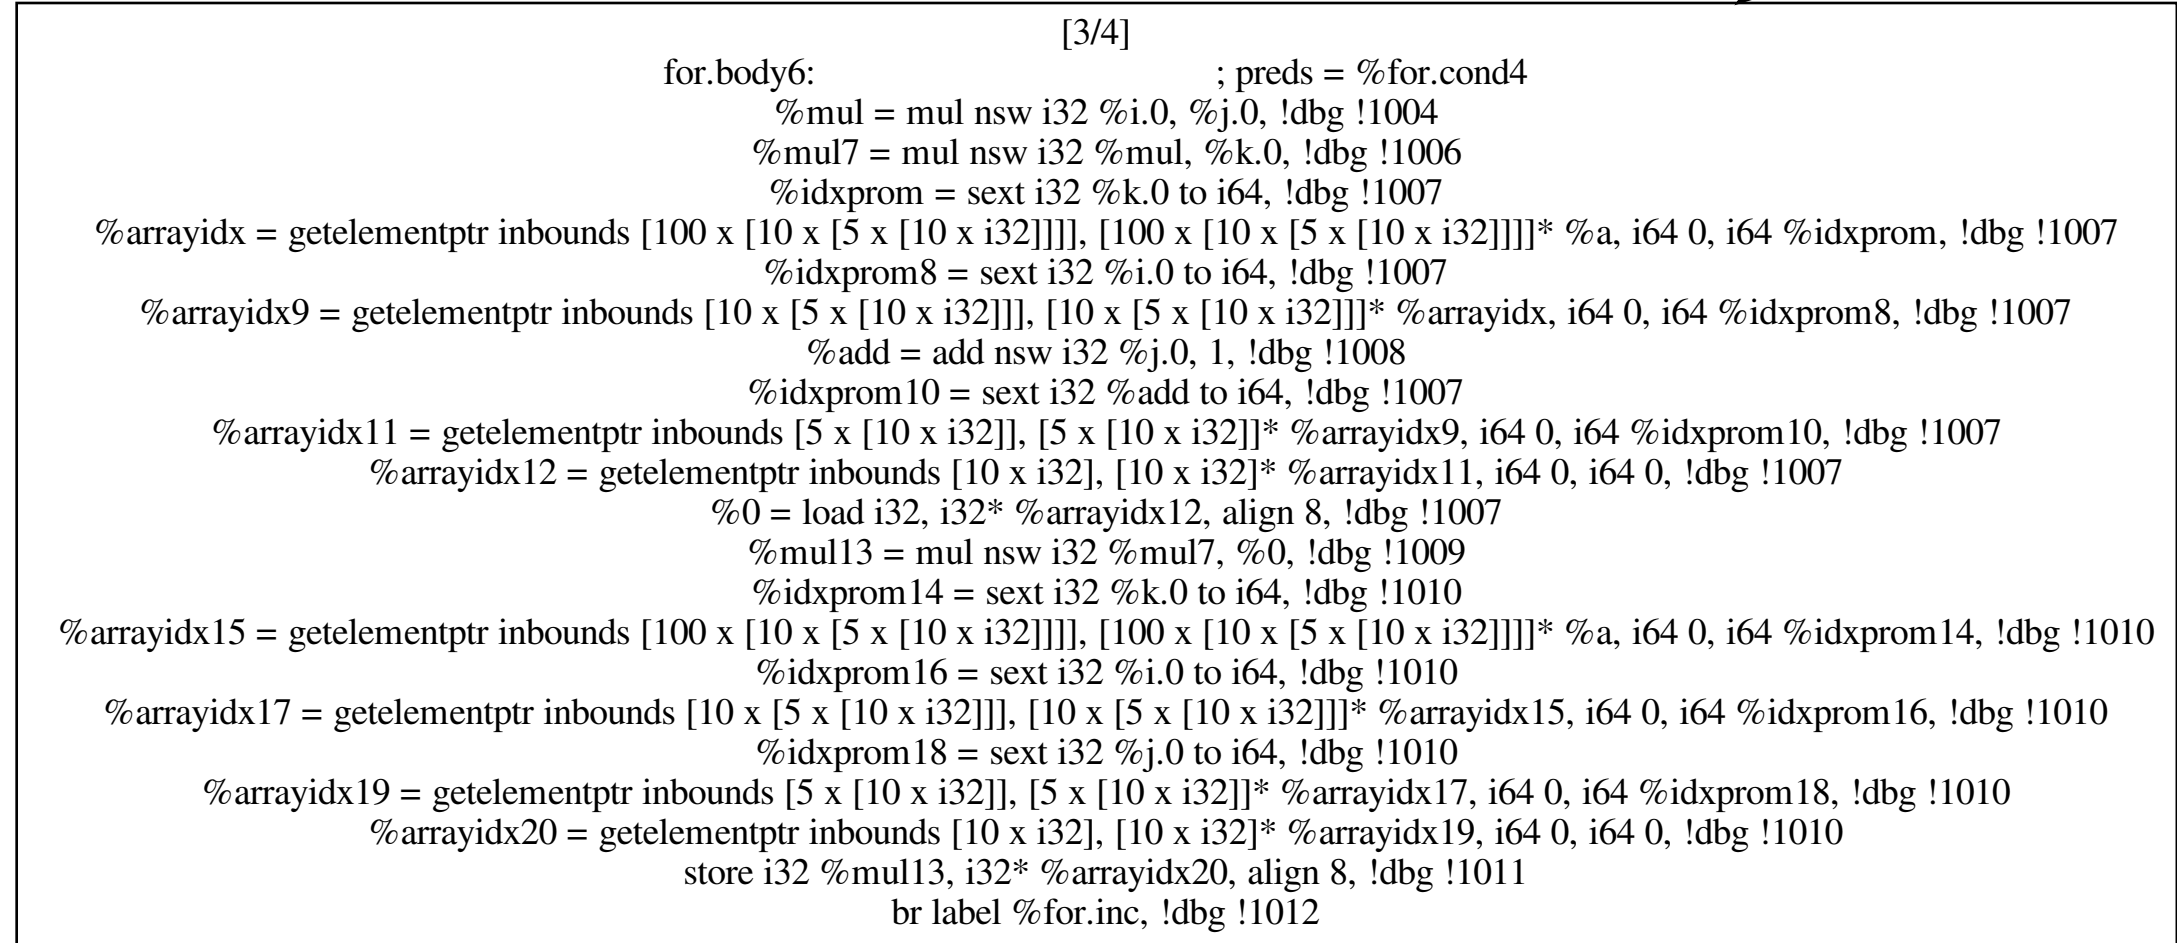 [3/4]
for.body6: ; preds = %for.cond4
%mul = mul nsw i32 %i.0, %j.0, !dbg !1004
%mul7 = mul nsw i32 %mul, %k.0, !dbg !1006
%idxprom = sext i32 %k.0 to i64, !dbg !1007
%arrayidx = getelementptr inbounds [100 x [10 x [5 x [10 x i32]]]], [100 x [10 x [5 x [10 x i32]]]]* %a, i64 0, i64 %idxprom, !dbg !1007
%idxprom8 = sext i32 %i.0 to i64, !dbg !1007
%arrayidx9 = getelementptr inbounds [10 x [5 x [10 x i32]]], [10 x [5 x [10 x i32]]]* %arrayidx, i64 0, i64 %idxprom8, !dbg !1007
%add = add nsw i32 %j.0, 1, !dbg !1008
%idxprom10 = sext i32 %add to i64, !dbg !1007
%arrayidx11 = getelementptr inbounds [5 x [10 x i32]], [5 x [10 x i32]]* %arrayidx9, i64 0, i64 %idxprom10, !dbg !1007
%arrayidx12 = getelementptr inbounds [10 x i32], [10 x i32]* %arrayidx11, i64 0, i64 0, !dbg !1007
%0 = load i32, i32* %arrayidx12, align 8, !dbg !1007
%mul13 = mul nsw i32 %mul7, %0, !dbg !1009
%idxprom14 = sext i32 %k.0 to i64, !dbg !1010
%arrayidx15 = getelementptr inbounds [100 x [10 x [5 x [10 x i32]]]], [100 x [10 x [5 x [10 x i32]]]]* %a, i64 0, i64 %idxprom14, !dbg !1010
%idxprom16 = sext i32 %i.0 to i64, !dbg !1010
%arrayidx17 = getelementptr inbounds [10 x [5 x [10 x i32]]], [10 x [5 x [10 x i32]]]* %arrayidx15, i64 0, i64 %idxprom16, !dbg !1010
%idxprom18 = sext i32 %j.0 to i64, !dbg !1010
%arrayidx19 = getelementptr inbounds [5 x [10 x i32]], [5 x [10 x i32]]* %arrayidx17, i64 0, i64 %idxprom18, !dbg !1010
%arrayidx20 = getelementptr inbounds [10 x i32], [10 x i32]* %arrayidx19, i64 0, i64 0, !dbg !1010
store i32 %mul13, i32* %arrayidx20, align 8, !dbg !1011
br label %for.inc, !dbg !1012